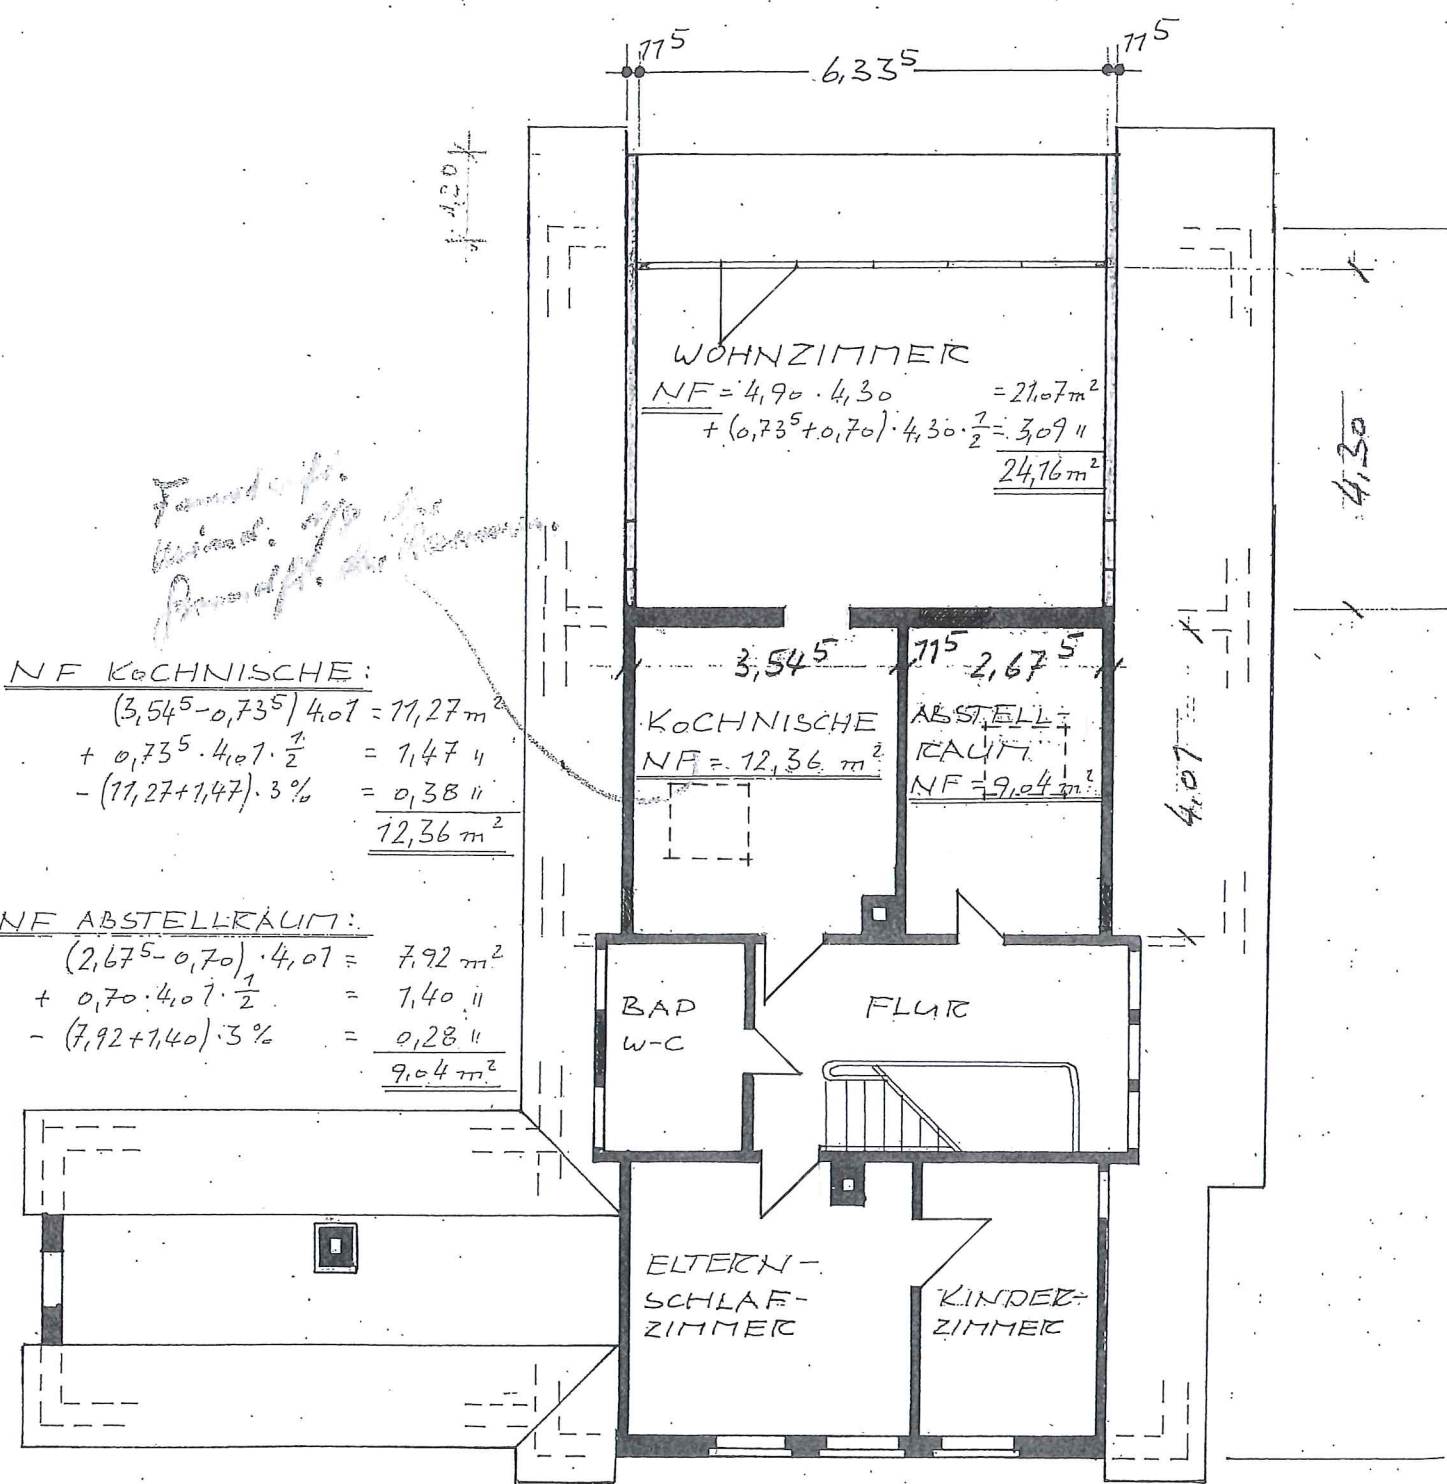 11⁵
6,33⁵
11⁵
1,20
WOHNZIMMER
NF = 4,90 · 4,30 = 21,07 m²
+ (0,73⁵ + 0,70) · 4,30 · 1/2 = 3,09 "
24,16 m²
4,30
NF KOCHNISCHE:
(3,54⁵ - 0,73⁵) 4,01 = 11,27 m²
+ 0,73⁵ · 4,01 · 1/2 = 1,47 "
- (11,27 + 1,47) · 3% = 0,38 "
12,36 m²
3,54⁵
11⁵
2,67⁵
KOCHNISCHE
NF = 12,36 m²
ABSTELL-
RAUM
NF = 9,04 m²
4,01
NF ABSTELLRAUM:
(2,67⁵ - 0,70) · 4,01 = 7,92 m²
+ 0,70 · 4,01 · 1/2 = 1,40 "
- (7,92 + 1,40) · 3% = 0,28 "
9,04 m²
BAD
W-C
FLUR
ELTERN-
SCHLAF-
ZIMMER
KINDER-
ZIMMER